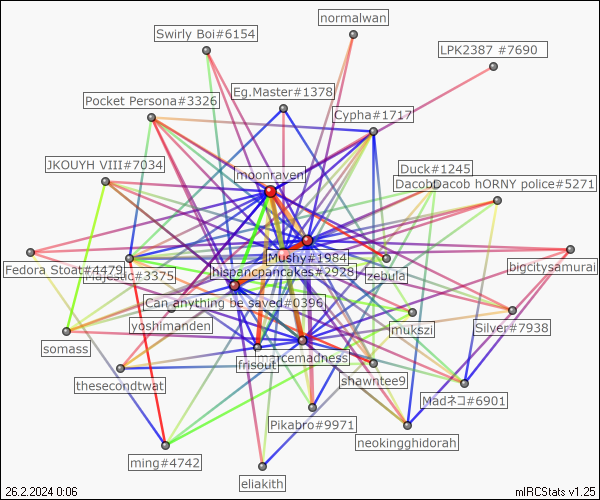 normalwan
Swirly Boi#6154
LPK2387 #7690
Eg.Master#1378
Pocket Persona#3326
Cypha#1717
JKOUYH VIII#7034
Duck#1245
moonraven
DacobDacob hORNY police#5271
Mushy#1984
Fedora Stoat#4479
majestic#3375
hispancpancakes#2928
zebula
bigcitysamurai
Can anything be saved#0396
yoshimanden
mukszi
Silver#7938
somass
marcemadness
frisout
shawntee9
thesecondtwat
Madネコ#6901
Pikabro#9971
neokingghidorah
ming#4742
eliakith
26.2.2024 0:06
mIRCStats v1.25